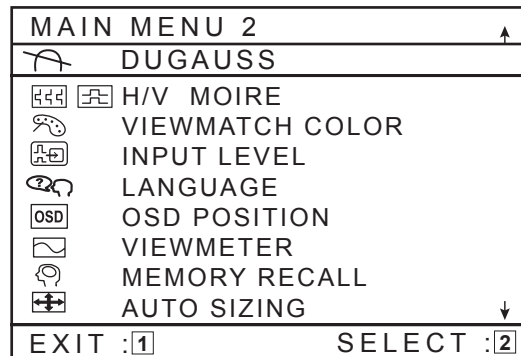 MAIN MENU 2
DUGAUSS
H/V MOIRE
VIEWMATCH COLOR
INPUT LEVEL
? LANGUAGE
OSD OSD POSITION
VIEWMETER
MEMORY RECALL
AUTO SIZING
EXIT :1 SELECT :2